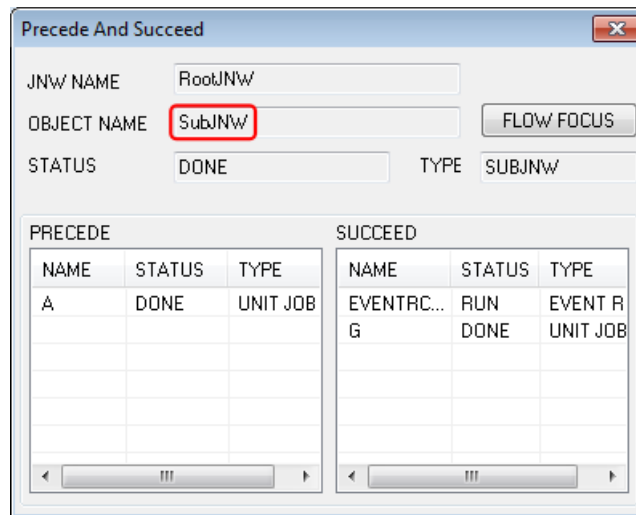 Precede And Succeed
JNW NAME RootJNW
OBJECT NAME SubJNW FLOW FOCUS
STATUS DONE TYPE SUBJNW
PRECEDE SUCCEED
NAME STATUS TYPE NAME STATUS TYPE
A DONE UNIT JOB EVENTRC... RUN EVENT R
G DONE UNIT JOB